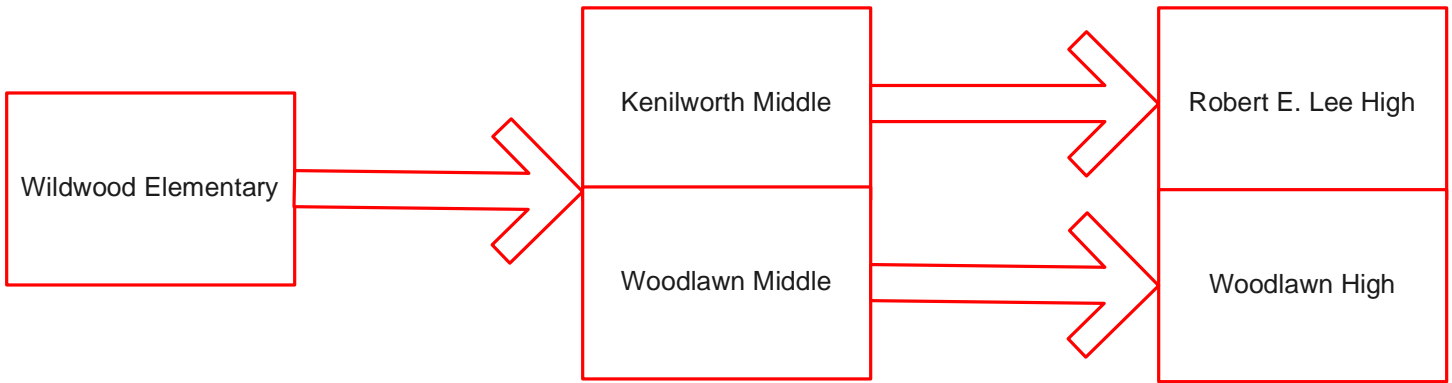 Wildwood Elementary
Kenilworth Middle
Woodlawn Middle
Robert E. Lee High
Woodlawn High